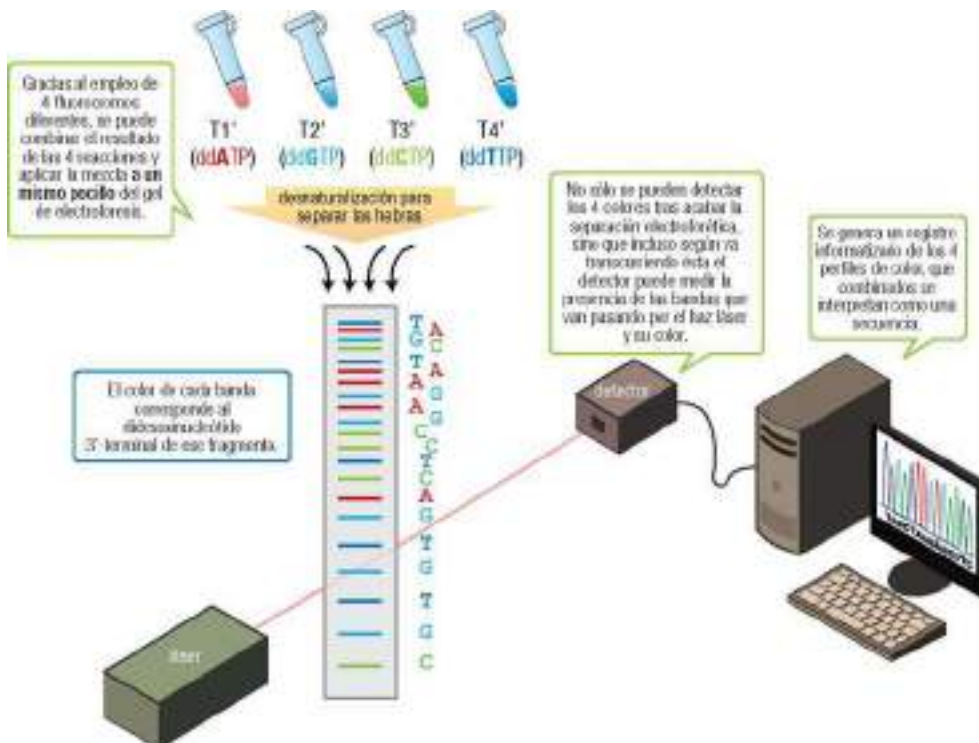 Gracias al empleo de
4 fluorocromos
diferentes, se puede
combinar el resultado
de las 4 reacciones y
aplicar la mezcla a un
mismo pocillo del gel
de electroforesis.
T1'
(ddATP)
T2'
(ddGTP)
T3'
(ddCTP)
T4'
(ddTTP)
desnaturalización para
separar las hebras
No sólo se pueden detectar
los 4 colores tras acabar la
separación electroforética,
sino que incluso según va
transcurriendo ésta el
detector puede medir la
presencia de las bandas que
van pasando por el haz láser
y su color.
Se genera un registro
informatizado de los 4
perfiles de color, que
combinados se
interpretan como una
secuencia.
El color de cada banda
corresponde al
didesoxinucleótido
3'-terminal de ese fragmento.
T
A
G
C
T
A
A
G
A
G
C
C
T
C
A
G
T
G
T
G
C
detector
láser